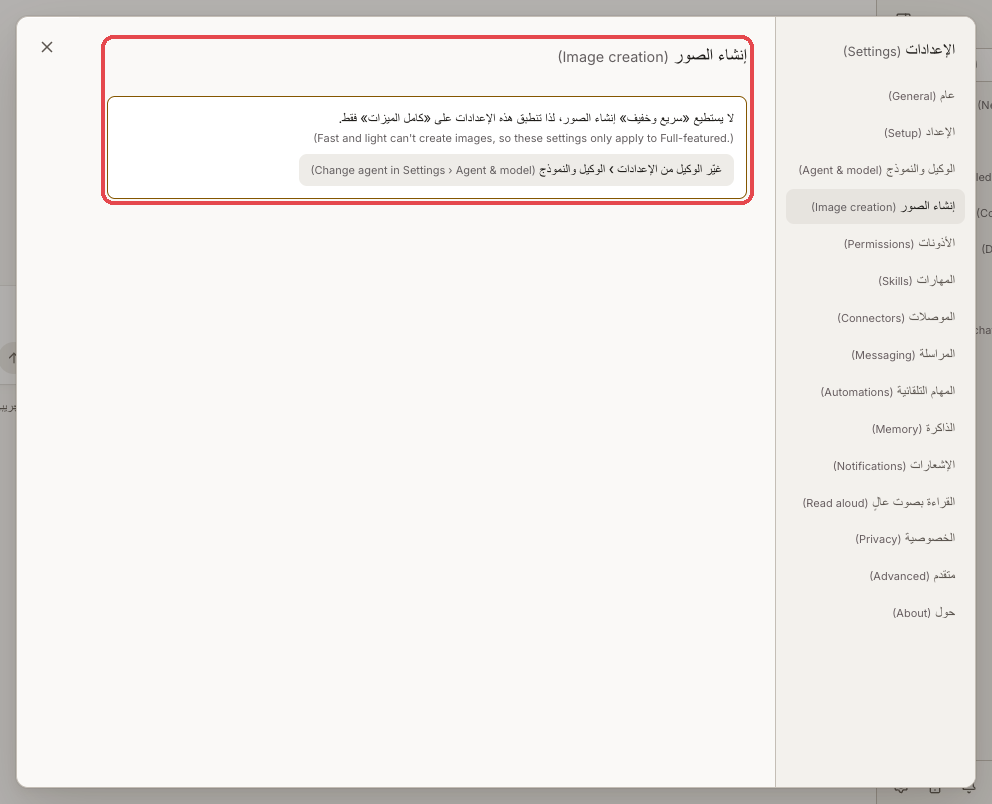 الإعدادات (Settings)
عام (General)
الإعداد (Setup)
الوكيل والنموذج (Agent & model)
إنشاء الصور (Image creation)
الأذونات (Permissions)
المهارات (Skills)
الموصلات (Connectors)
المراسلة (Messaging)
المهام التلقائية (Automations)
الذاكرة (Memory)
الإشعارات (Notifications)
القراءة بصوت عالٍ (Read aloud)
الخصوصية (Privacy)
متقدم (Advanced)
حول (About)
إنشاء الصور (Image creation)
لا يستطيع «سريع وخفيف» إنشاء الصور، لذا تنطبق هذه الإعدادات على «كامل الميزات» فقط.
(Fast and light can't create images, so these settings only apply to Full-featured.)
غيّر الوكيل من الإعدادات › الوكيل والنموذج (Change agent in Settings › Agent & model)